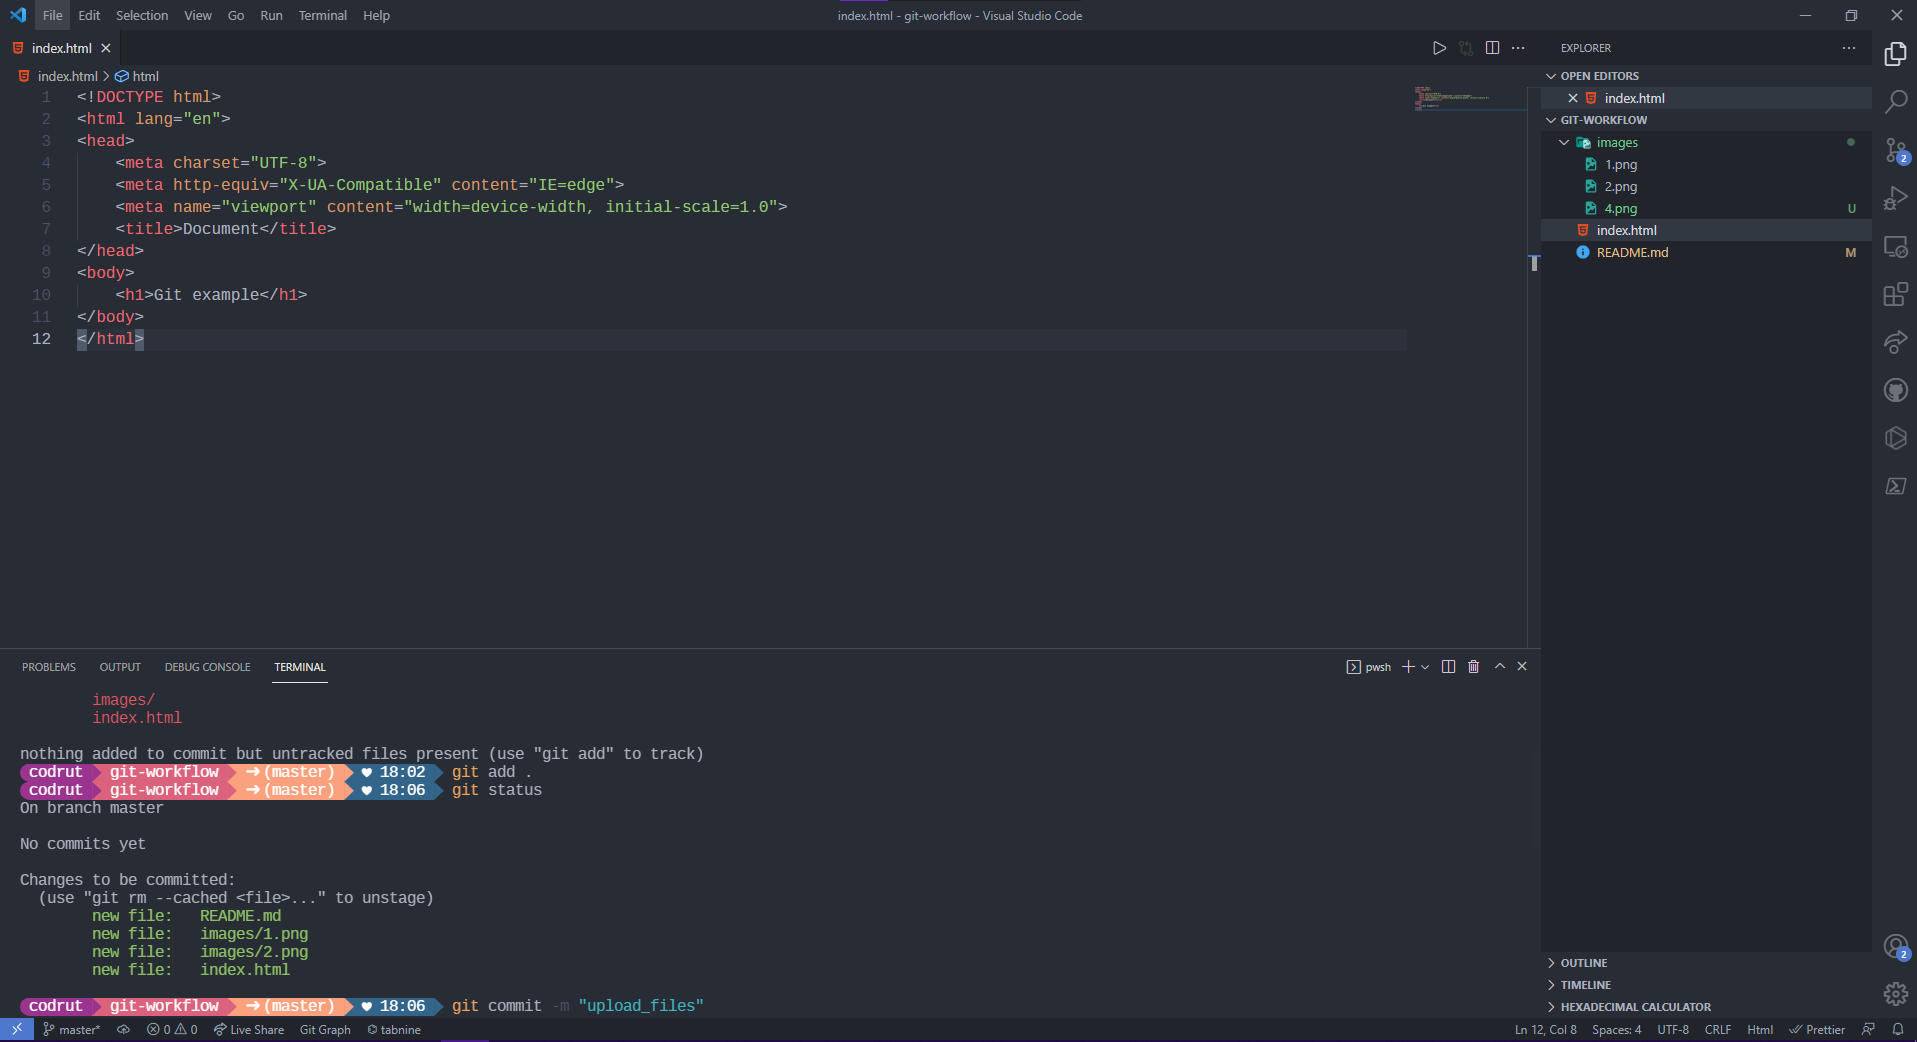 File Edit Selection View Go Run Terminal Help
index.html - git-workflow - Visual Studio Code
index.html
index.html > html
1 <!DOCTYPE html>
2 <html lang="en">
3 <head>
4     <meta charset="UTF-8">
5     <meta http-equiv="X-UA-Compatible" content="IE=edge">
6     <meta name="viewport" content="width=device-width, initial-scale=1.0">
7     <title>Document</title>
8 </head>
9 <body>
10     <h1>Git example</h1>
11 </body>
12 </html>
EXPLORER
OPEN EDITORS
index.html
GIT-WORKFLOW
images
1.png
2.png
4.png U
index.html
README.md M
2
2
OUTLINE
TIMELINE
HEXADECIMAL CALCULATOR
PROBLEMS OUTPUT DEBUG CONSOLE TERMINAL
pwsh
images/
index.html
nothing added to commit but untracked files present (use "git add" to track)
codrut git-workflow ➜(master) ♥ 18:02 git add .
codrut git-workflow ➜(master) ♥ 18:06 git status
On branch master
No commits yet
Changes to be committed:
(use "git rm --cached <file>..." to unstage)
new file:   README.md
new file:   images/1.png
new file:   images/2.png
new file:   index.html
codrut git-workflow ➜(master) ♥ 18:06 git commit -m "upload_files"
master* 0 0 Live Share Git Graph tabnine
Ln 12, Col 8 Spaces: 4 UTF-8 CRLF Html Prettier